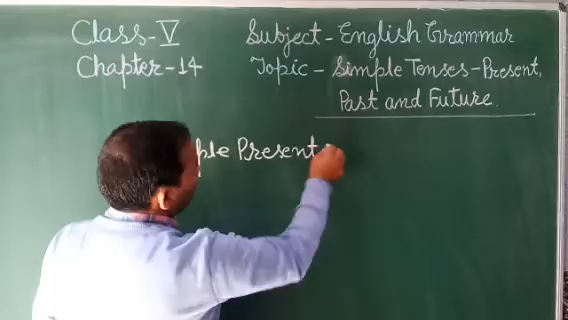 Class-V
Subject - English Grammar
Chapter-14
Topic - Simple Tenses - Present,
Past and Future.
ple Present